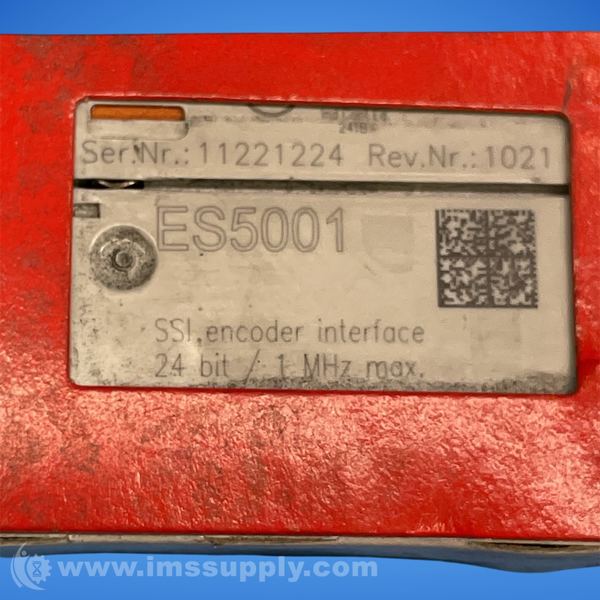 Ser.Nr.: 11221224 Rev.Nr.: 1021
ES5001
SSI encoder interface
24 bit / 1 MHz max.
www.imssupply.com